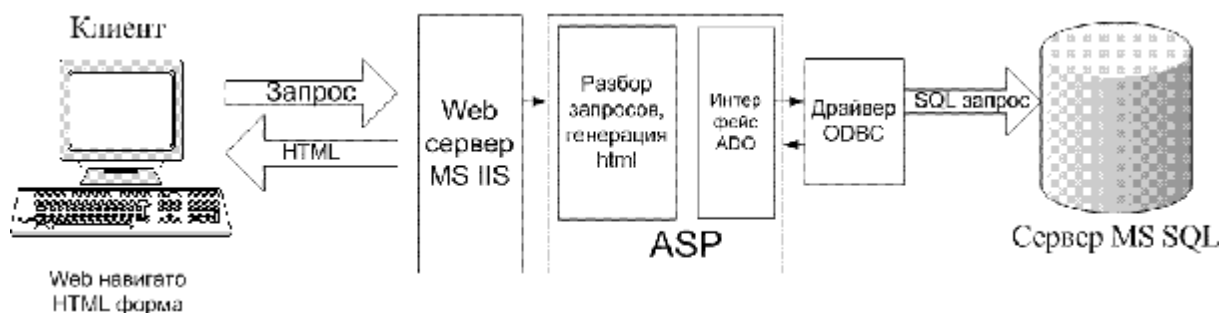 Клиент
Запрос
HTML
Web навигато
HTML форма
Web
сервер
MS IIS
Разбор
запросов,
генерация
html
Интер
фейс
ADO
ASP
Драйвер
ODBC
SQL запрос
Сервер MS SQL